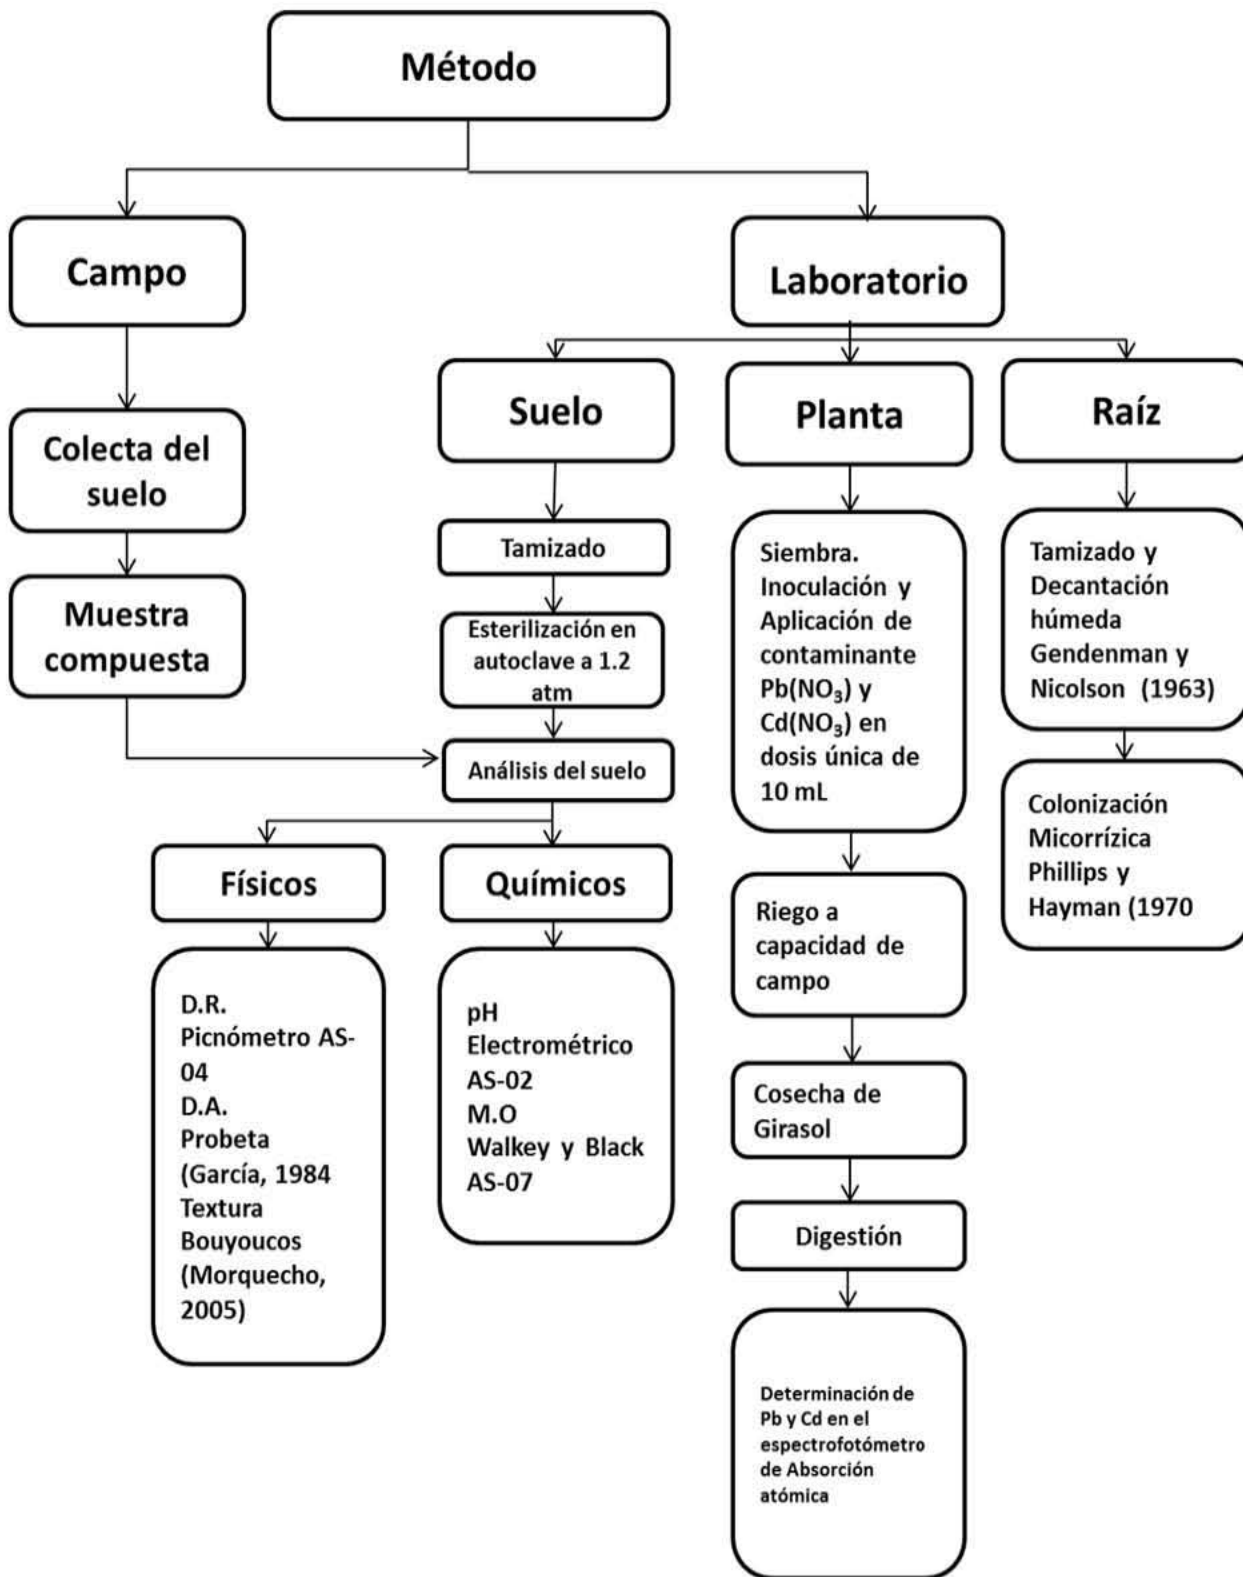 Método
Campo
Laboratorio
Colecta del
suelo
Muestra
compuesta
Suelo
Tamizado
Esterilización en
autoclave a 1.2
atm
Análisis del suelo
Físicos
D.R.
Picnómetro AS-
04
D.A.
Probeta
(García, 1984
Textura
Bouyoucos
(Morquecho,
2005)
Químicos
pH
Electrométrico
AS-02
M.O
Walkey y Black
AS-07
Planta
Siembra.
Inoculación y
Aplicación de
contaminante
Pb(NO₃) y
Cd(NO₃) en
dosis única de
10 mL
Riego a
capacidad de
campo
Cosecha de
Girasol
Digestión
Determinación de
Pb y Cd en el
espectrofotómetro
de Absorción
atómica
Raíz
Tamizado y
Decantación
húmeda
Gendenman y
Nicolson (1963)
Colonización
Micorrízica
Phillips y
Hayman (1970